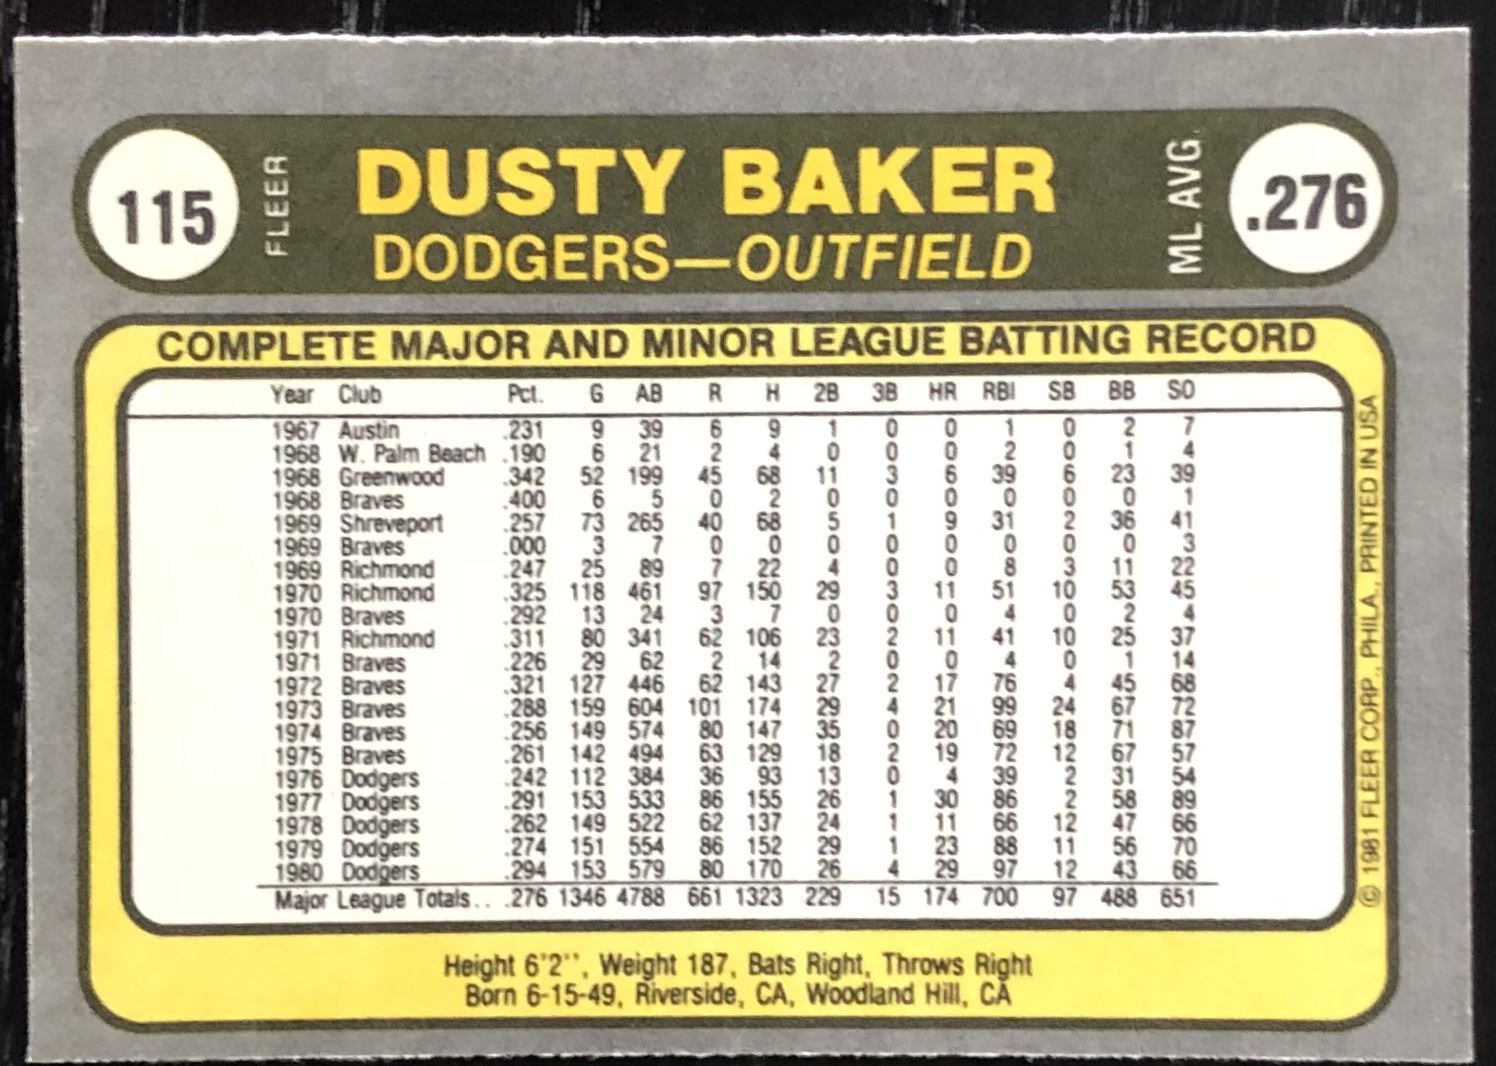 115 FLEER DUSTY BAKER ML AVG. .276
DODGERS—OUTFIELD
COMPLETE MAJOR AND MINOR LEAGUE BATTING RECORD
Year Club Pct. G AB R H 2B 3B HR RBI SB BB SO
1967 Austin .231 9 39 6 9 1 0 0 1 0 2 7
1968 W. Palm Beach .190 6 21 2 4 0 0 0 2 0 1 4
1968 Greenwood .342 52 199 45 68 11 3 6 39 6 23 39
1968 Braves .400 6 5 0 2 0 0 0 0 0 0 1
1969 Shreveport .257 73 265 40 68 5 1 9 31 2 36 41
1969 Braves .000 3 7 0 0 0 0 0 0 0 0 3
1969 Richmond .247 25 89 7 22 4 0 0 8 3 11 22
1970 Richmond .325 118 461 97 150 29 3 11 51 10 53 45
1970 Braves .292 13 24 3 7 0 0 0 4 0 2 4
1971 Richmond .311 80 341 62 106 23 2 11 41 10 25 37
1971 Braves .226 29 62 2 14 2 0 0 4 0 1 14
1972 Braves .321 127 446 62 143 27 2 17 76 4 45 68
1973 Braves .288 159 604 101 174 29 4 21 99 24 67 72
1974 Braves .256 149 574 80 147 35 0 20 69 18 71 87
1975 Braves .261 142 494 63 129 18 2 19 72 12 67 57
1976 Dodgers .242 112 384 36 93 13 0 4 39 2 31 54
1977 Dodgers .291 153 533 86 155 26 1 30 86 2 58 89
1978 Dodgers .262 149 522 62 137 24 1 11 66 12 47 66
1979 Dodgers .274 151 554 86 152 29 1 23 88 11 56 70
1980 Dodgers .294 153 579 80 170 26 4 29 97 12 43 66
Major League Totals.. .276 1346 4788 661 1323 229 15 174 700 97 488 651
Height 6'2'', Weight 187, Bats Right, Throws Right
Born 6-15-49, Riverside, CA, Woodland Hill, CA
© 1981 FLEER CORP., PHILA., PRINTED IN USA